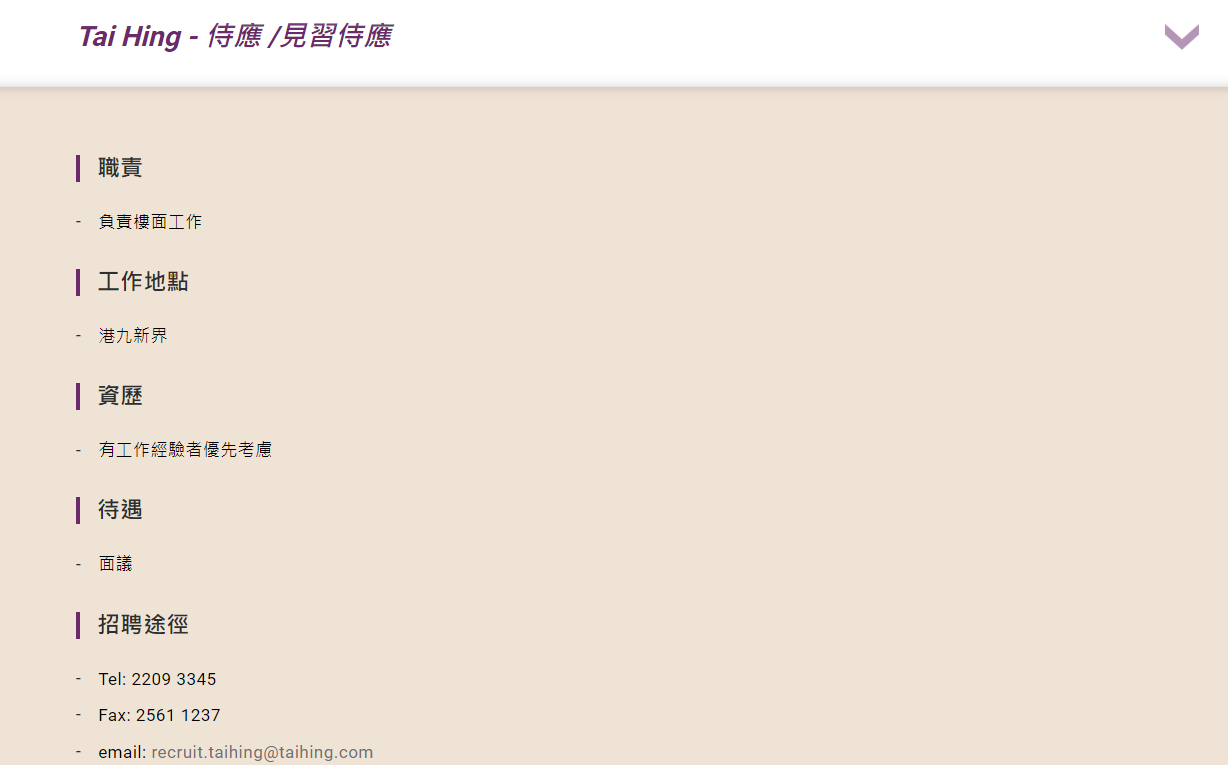 Tai Hing - 侍應 /見習侍應
職責
- 負責樓面工作
工作地點
- 港九新界
資歷
- 有工作經驗者優先考慮
待遇
- 面議
招聘途徑
- Tel: 2209 3345
- Fax: 2561 1237
- email: recruit.taihing@taihing.com